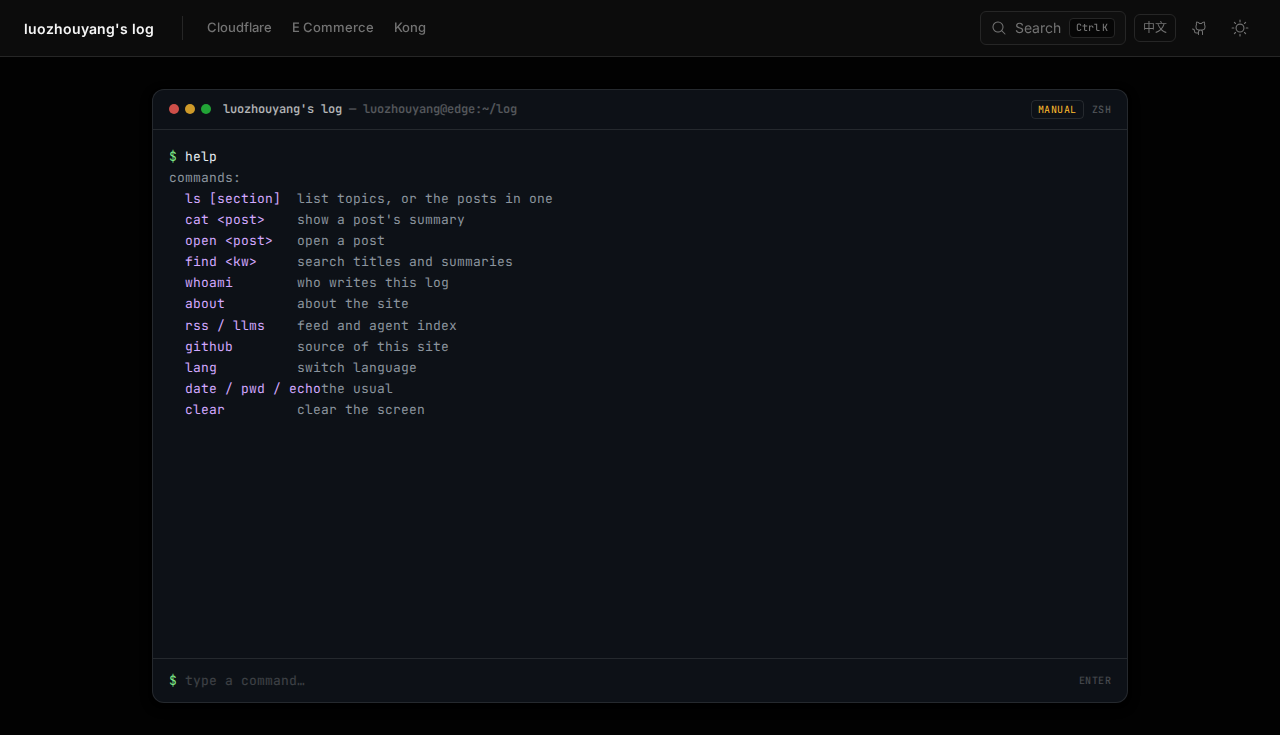 luozhouyang's log
Cloudflare E Commerce Kong
Search Ctrl K 中文
luozhouyang's log — luozhouyang@edge:~/log
MANUAL ZSH
$ help
commands:
ls [section] list topics, or the posts in one
cat <post> show a post's summary
open <post> open a post
find <kw> search titles and summaries
whoami who writes this log
about about the site
rss / llms feed and agent index
github source of this site
lang switch language
date / pwd / echothe usual
clear clear the screen
$ type a command…
ENTER